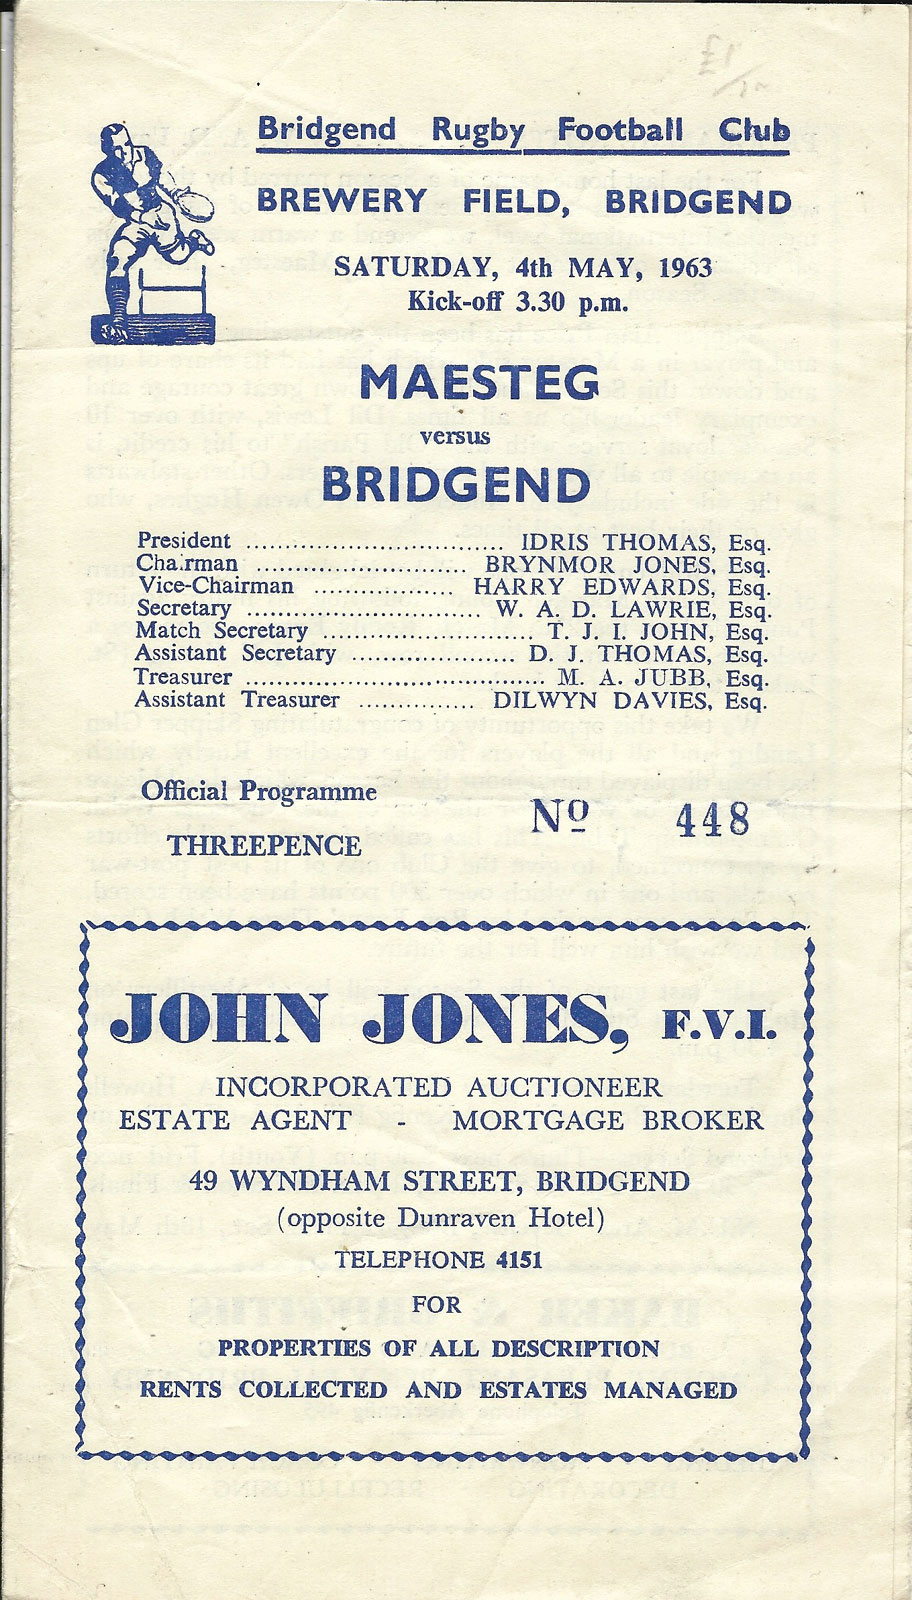 Bridgend Rugby Football Club
BREWERY FIELD, BRIDGEND
SATURDAY, 4th MAY, 1963
Kick-off 3.30 p.m.
MAESTEG
versus
BRIDGEND
President ................................ IDRIS THOMAS, Esq.
Chairman .......................... BRYNMOR JONES, Esq.
Vice-Chairman ................. HARRY EDWARDS, Esq.
Secretary ............................. W. A. D. LAWRIE, Esq.
Match Secretary .......................... T. J. I. JOHN, Esq.
Assistant Secretary .................... D. J. THOMAS, Esq.
Treasurer ..................................... M. A. JUBB, Esq.
Assistant Treasurer .............. DILWYN DAVIES, Esq.
Official Programme
THREEPENCE
Nº 448
JOHN JONES, F.V.I.
INCORPORATED AUCTIONEER
ESTATE AGENT - MORTGAGE BROKER
49 WYNDHAM STREET, BRIDGEND
(opposite Dunraven Hotel)
TELEPHONE 4151
FOR
PROPERTIES OF ALL DESCRIPTION
RENTS COLLECTED AND ESTATES MANAGED